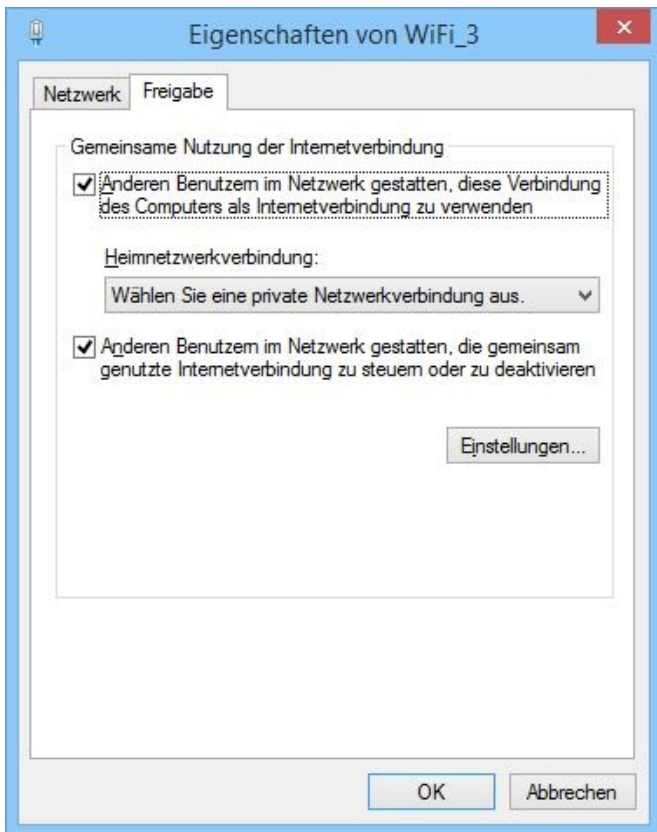 Eigenschaften von WiFi_3
Netzwerk
Freigabe
Gemeinsame Nutzung der Internetverbindung
Anderen Benutzern im Netzwerk gestatten, diese Verbindung
des Computers als Internetverbindung zu verwenden
Heimnetzwerkverbindung:
Wählen Sie eine private Netzwerkverbindung aus.
Anderen Benutzern im Netzwerk gestatten, die gemeinsam
genutzte Internetverbindung zu steuern oder zu deaktivieren
Einstellungen...
OK
Abbrechen